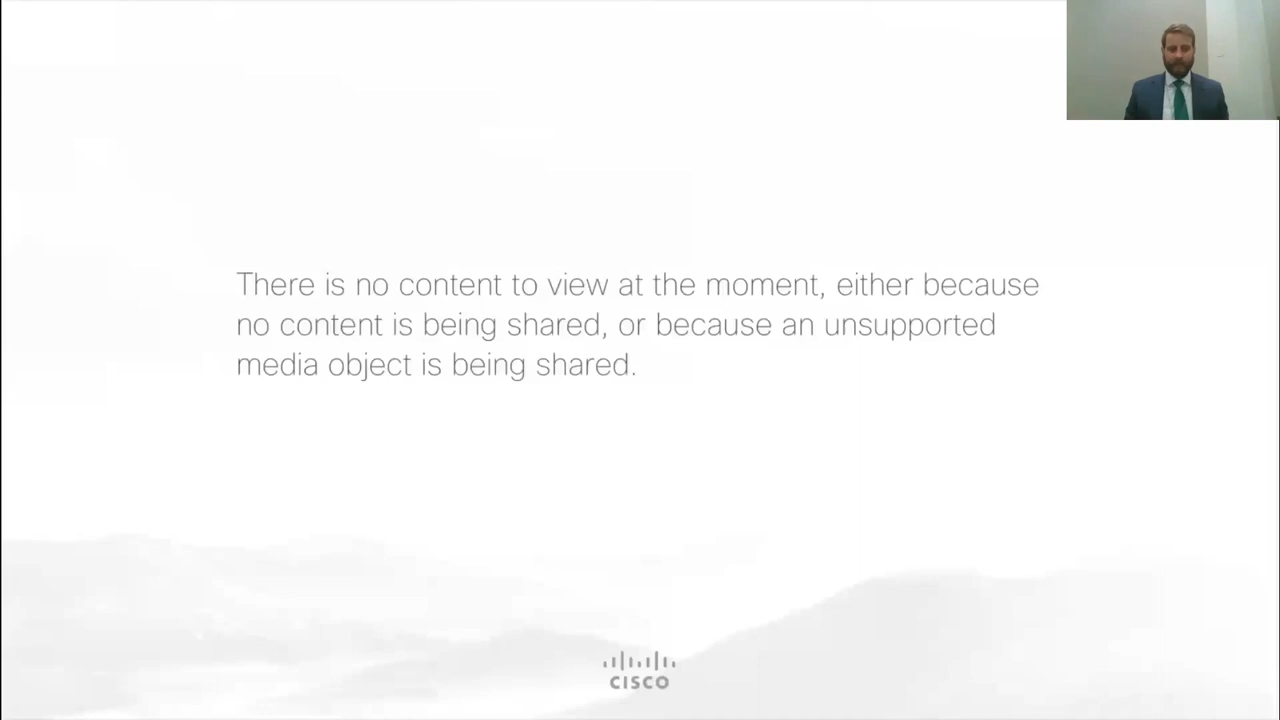 There is no content to view at the moment, either because
no content is being shared, or because an unsupported
media object is being shared.
CISCO